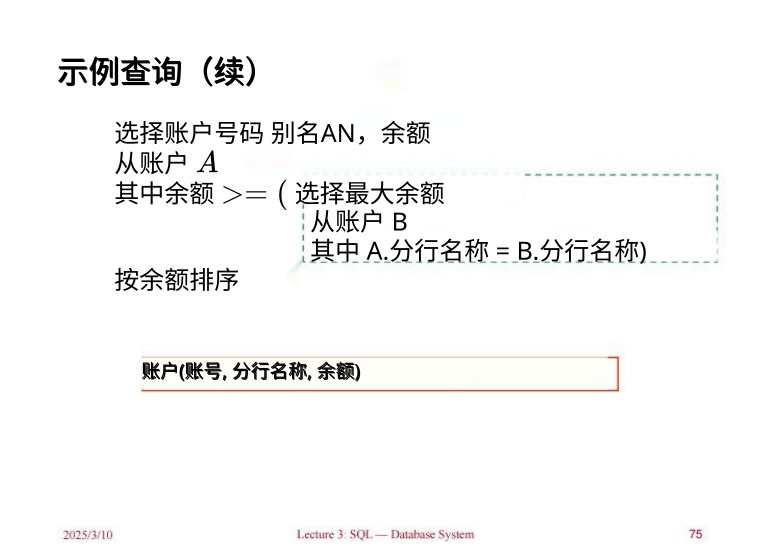 示例查询（续）
选择账户号码 别名AN，余额
从账户 A
其中余额 >= ( 选择最大余额
从账户 B
其中 A.分行名称 = B.分行名称)
按余额排序
账户(账号, 分行名称, 余额)
2025/3/10 Lecture 3: SQL — Database System 75